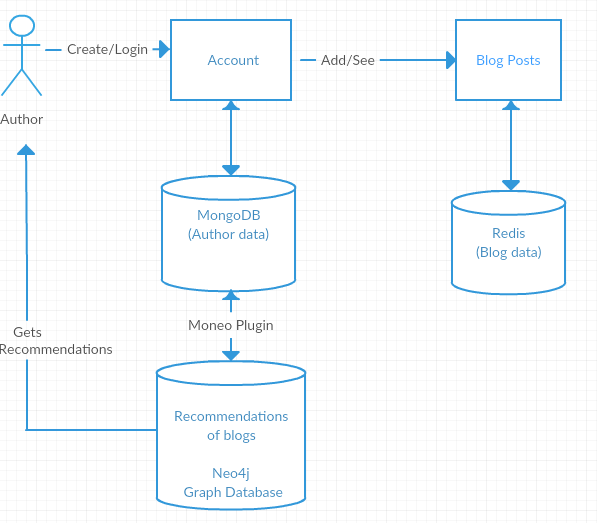 Create/Login
Account
Add/See
Blog Posts
Author
MongoDB
(Author data)
Redis
(Blog data)
Moneo Plugin
Gets
Recommendations
Recommendations
of blogs
Neo4j
Graph Database